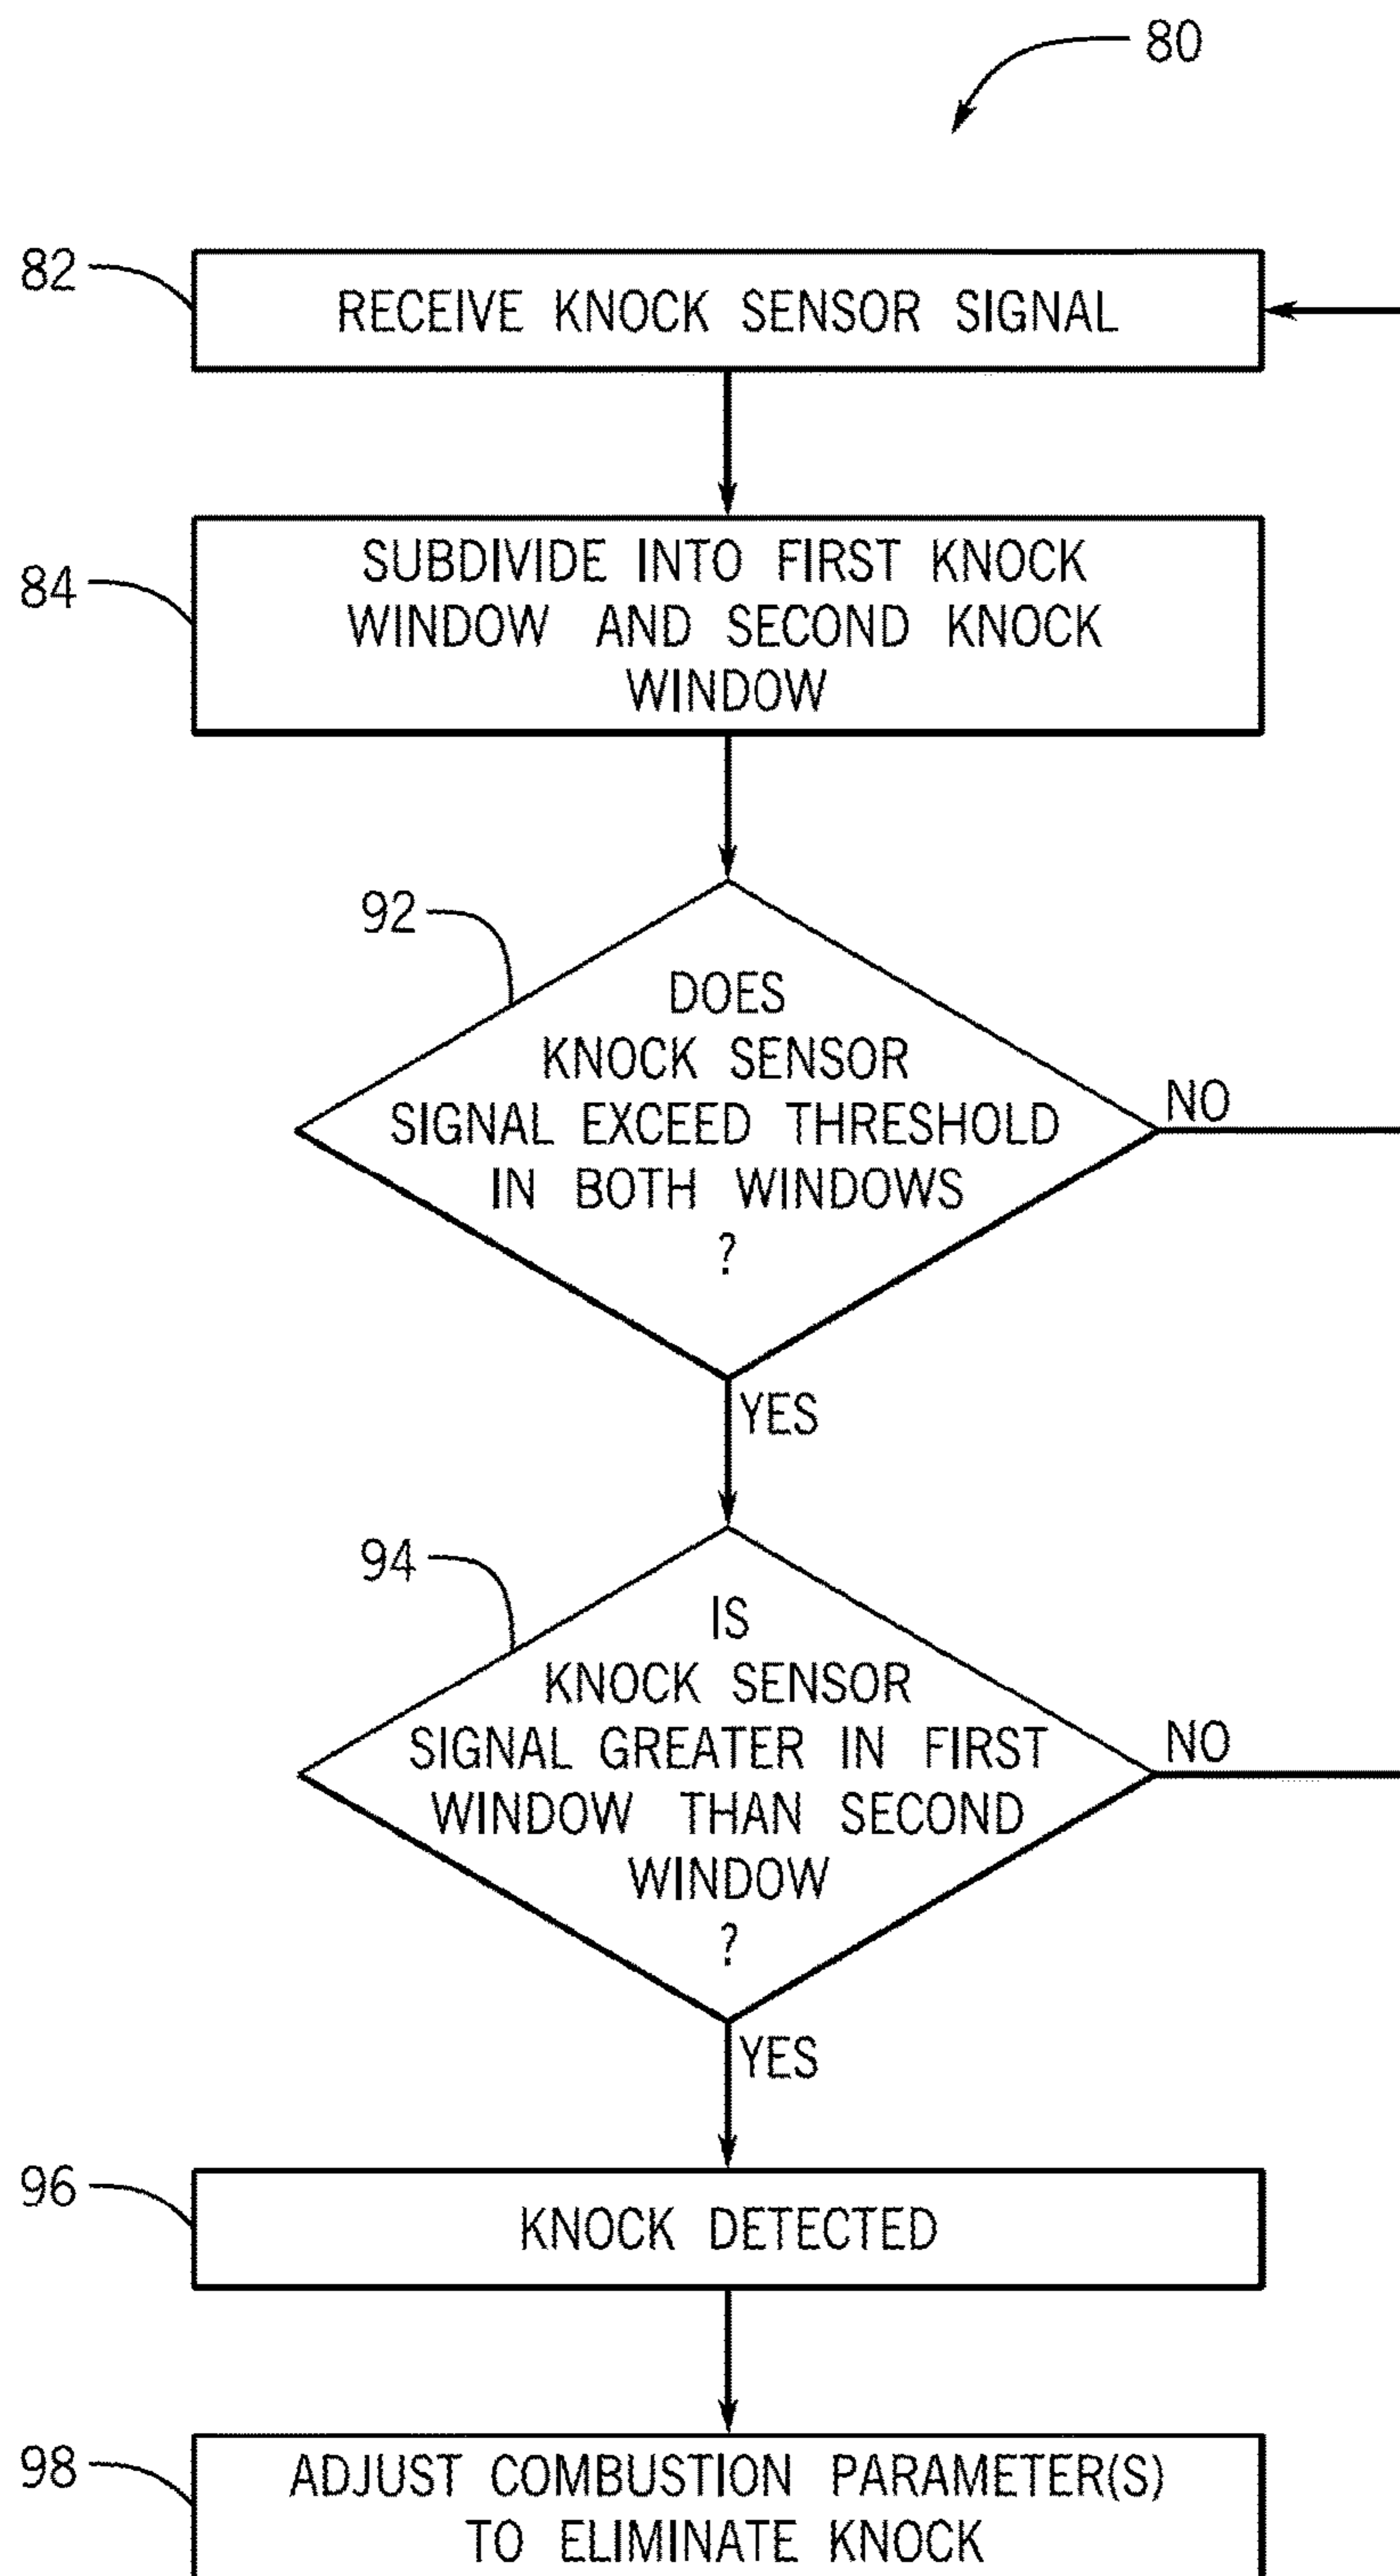 80
82
RECEIVE KNOCK SENSOR SIGNAL
84
SUBDIVIDE INTO FIRST KNOCK
WINDOW AND SECOND KNOCK
WINDOW
92
DOES
KNOCK SENSOR
SIGNAL EXCEED THRESHOLD
IN BOTH WINDOWS
?
NO
YES
94
IS
KNOCK SENSOR
SIGNAL GREATER IN FIRST
WINDOW THAN SECOND
WINDOW
?
NO
YES
96
KNOCK DETECTED
98
ADJUST COMBUSTION PARAMETER(S)
TO ELIMINATE KNOCK